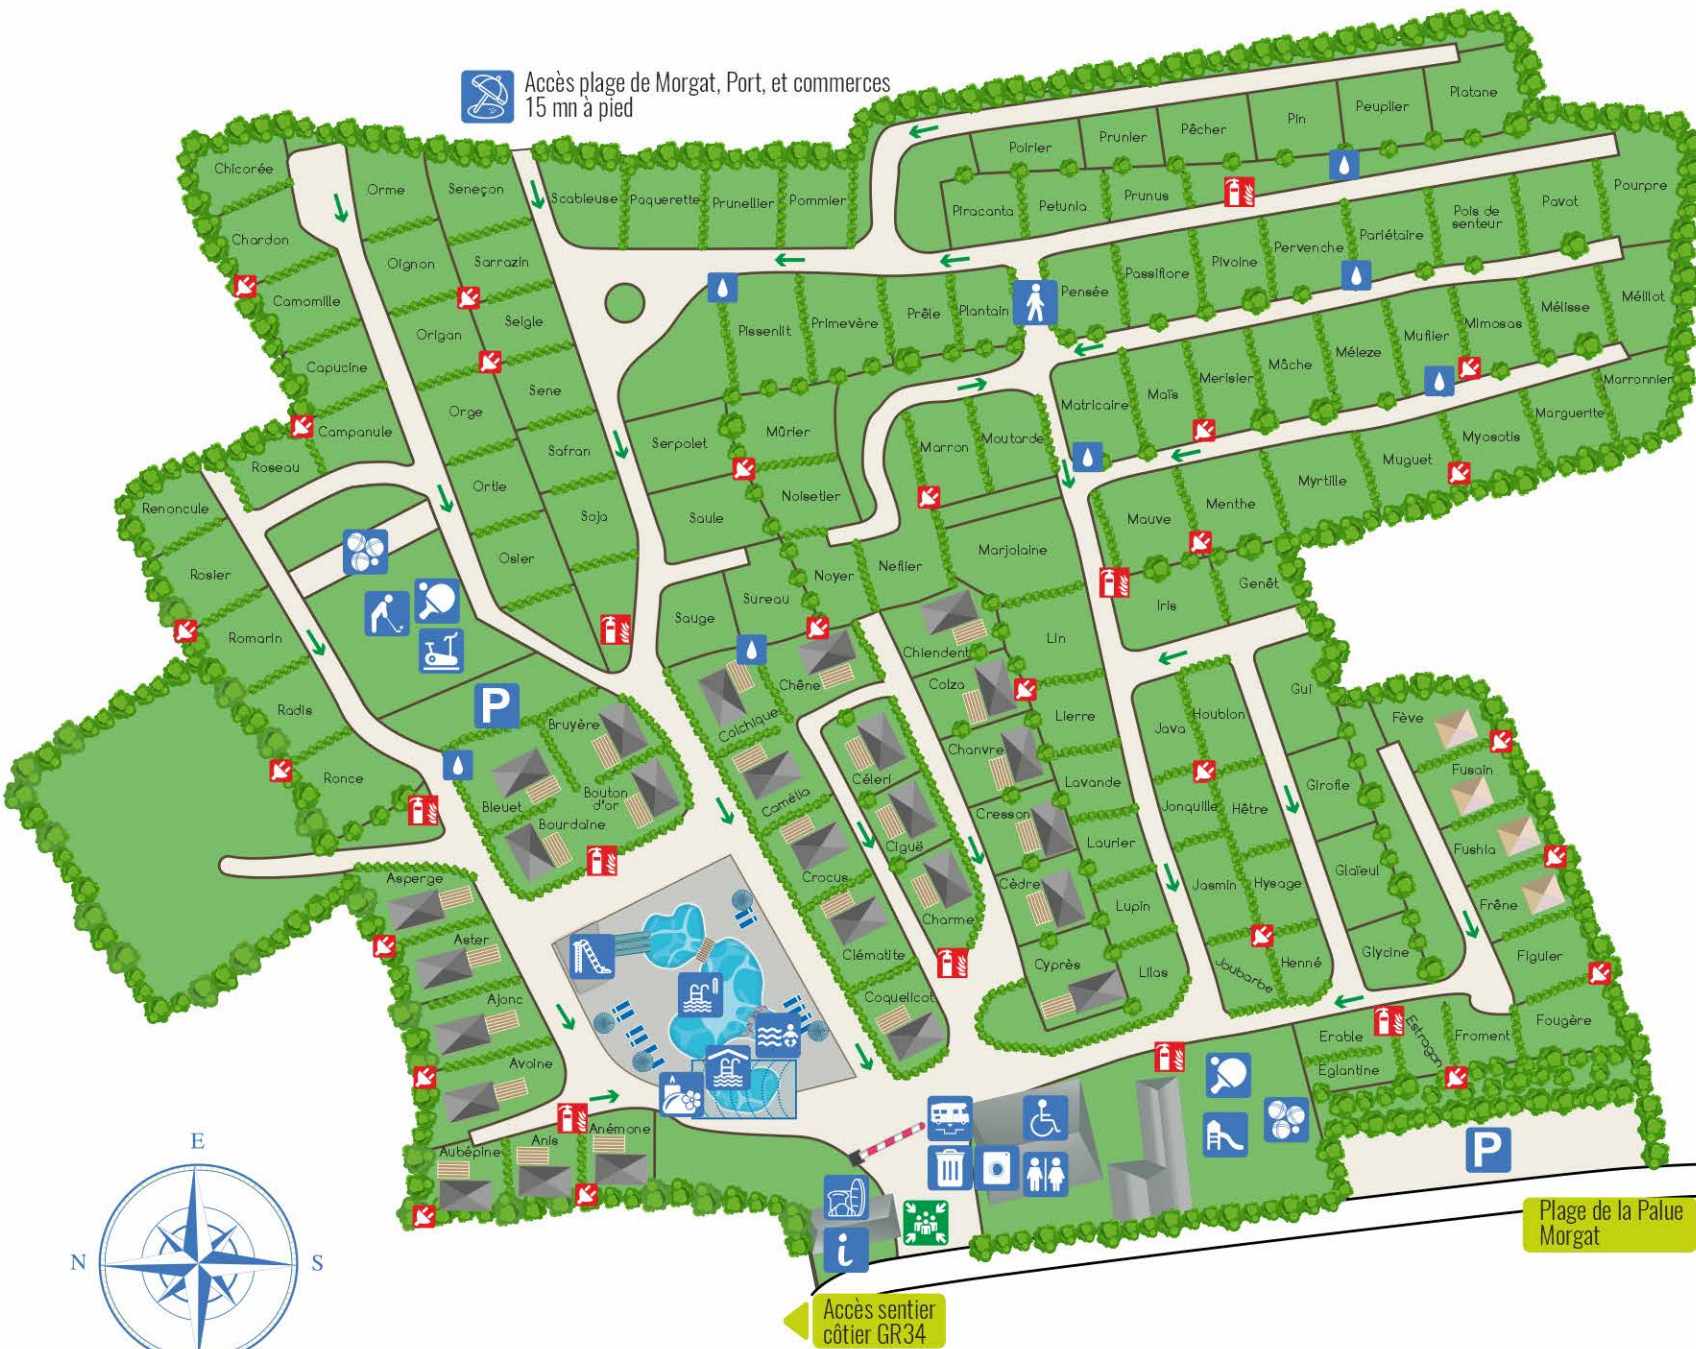 Accès plage de Morgat, Port, et commerces
15 mn à pied
Chicorée
Orme
Seneçon
Scabieuse
Paquerette
Prunellier
Pommier
Poirier
Prunier
Pêcher
Pin
Peuplier
Platane
Piracanta
Petunia
Prunus
Pourpre
Pavot
Pois de
senteur
Pariétaire
Pervenche
Pivoine
Passiflore
Pensée
Chardon
Oignon
Sarrazin
Camomille
Origan
Seigle
Pissenlit
Primevère
Prêle
Plantain
Mélilot
Mélisse
Mimosas
Muflier
Méleze
Mâche
Merisier
Maïs
Matricaire
Capucine
Orge
Sene
Campanule
Safran
Serpolet
Mûrier
Marron
Moutarde
Marronnier
Marguerite
Myosotis
Muguet
Myrtille
Menthe
Mauve
Roseau
Renoncule
Ortie
Soja
Saule
Noisetier
Marjolaine
Rosier
Osier
Sauge
Sureau
Noyer
Neflier
Iris
Genêt
Romarin
Chiendent
Lin
Radis
P
Bruyère
Colchique
Chêne
Colza
Lierre
Java
Houblon
Gui
Fève
Ronce
Bleuet
Bouton
d'or
Bourdaine
Camélia
Céleri
Chanvre
Lavande
Jonquille
Hêtre
Girofle
Fusain
Asperge
Crocus
Ciguë
Cresson
Laurier
Fushia
Aster
Clématite
Charme
Cèdre
Lupin
Jasmin
Hysage
Glaïeul
Frêne
Ajonc
Coquelicot
Cyprès
Lilas
Joubarbe
Henné
Glycine
Figuier
Avoine
Erable
Estragon
Froment
Fougère
Eglantine
Aubépine
Anis
Anémone
P
i
E
N
S
Plage de la Palue
Morgat
Accès sentier
côtier GR34